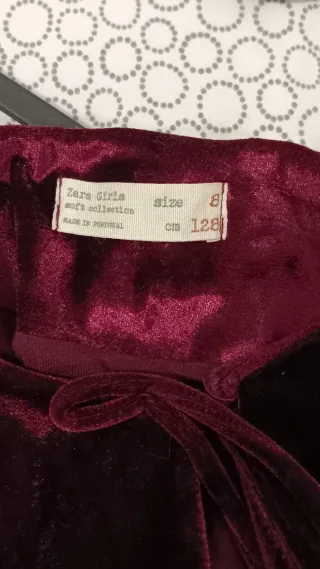 Zara Girls
soft collection
MADE IN PORTUGAL
size 8
cm 128